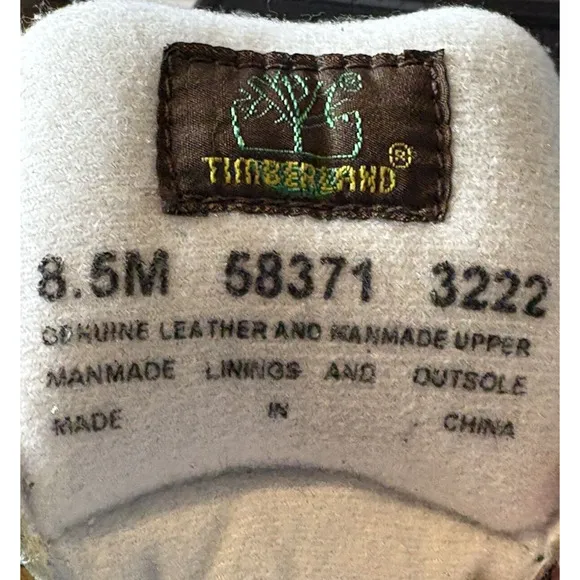 TIMBERLAND®
8.5M 58371 3222
GENUINE LEATHER AND MANMADE UPPER
MANMADE LININGS AND OUTSOLE
MADE IN CHINA